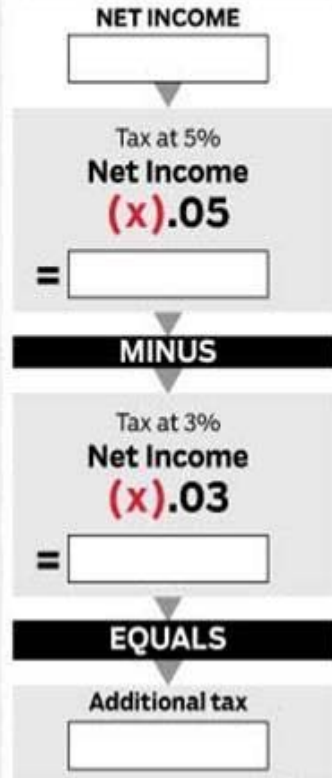 NET INCOME
Tax at 5%
Net Income
(x).05
=
MINUS
Tax at 3%
Net Income
(x).03
=
EQUALS
Additional tax